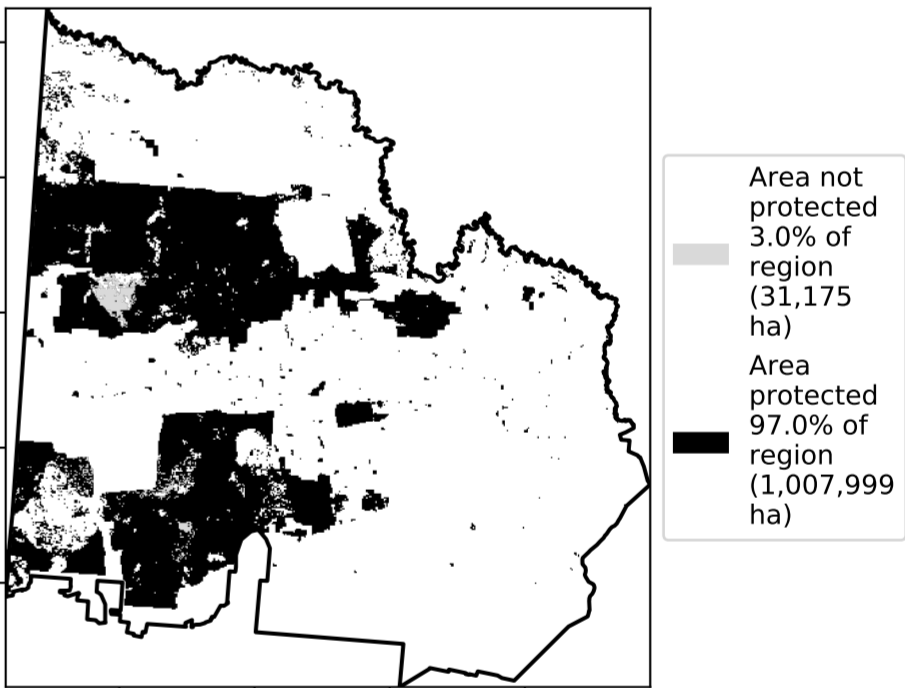 Area not
protected
3.0% of
region
(31,175
ha)
Area
protected
97.0% of
region
(1,007,999
ha)